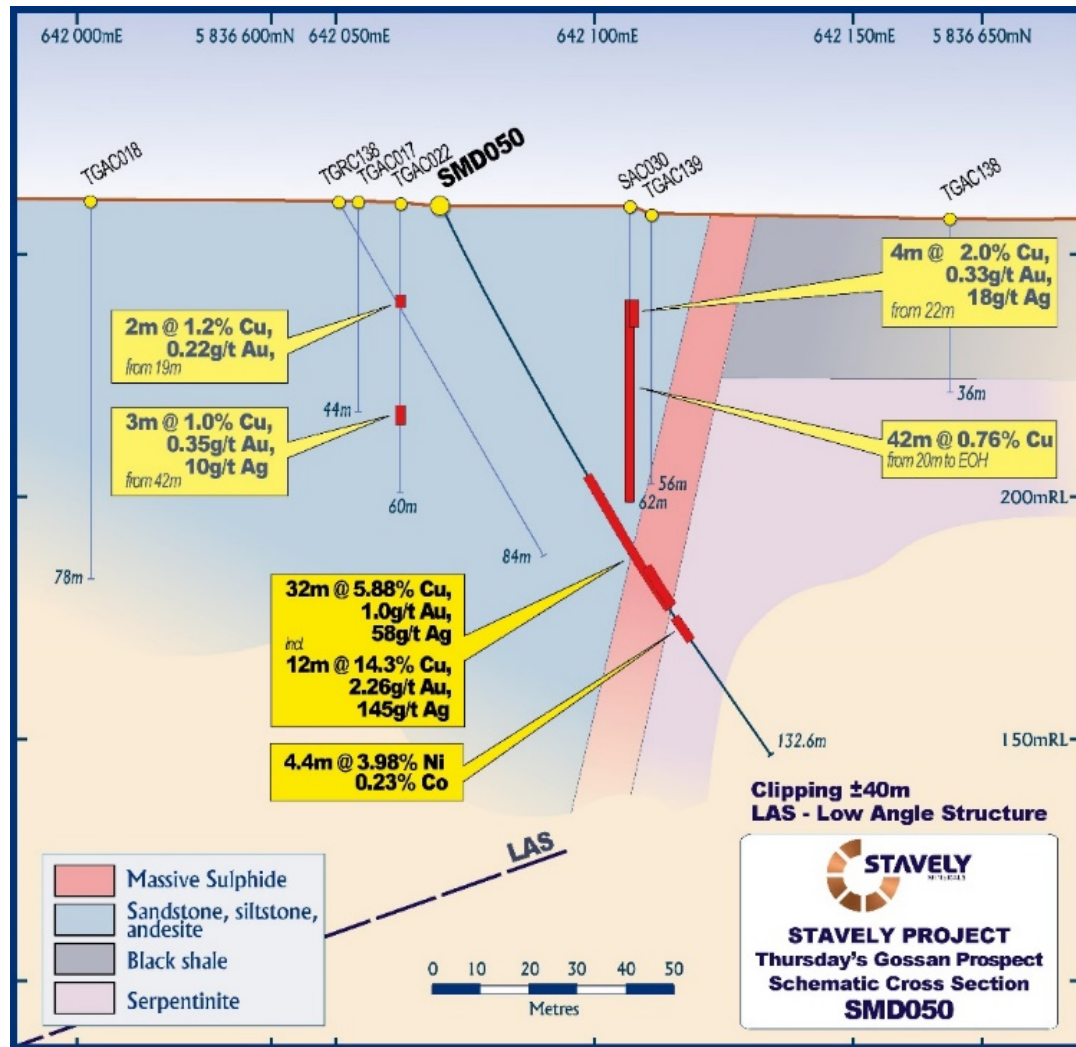 642 000mE
5 836 600mN
642 050mE
642 100mE
642 150mE
5 836 650mN
TGAC018
TGRC138
TGAC017
TGAC022
SMD050
SAC030
TGAC139
TGAC138
4m @ 2.0% Cu,
0.33g/t Au,
18g/t Ag
from 22m
2m @ 1.2% Cu,
0.22g/t Au,
from 19m
3m @ 1.0% Cu,
0.35g/t Au,
10g/t Ag
from 42m
44m
36m
42m @ 0.76% Cu
from 20m to EOH
56m
62m
60m
200mRL
84m
78m
32m @ 5.88% Cu,
1.0g/t Au,
58g/t Ag
incl
12m @ 14.3% Cu,
2.26g/t Au,
145g/t Ag
4.4m @ 3.98% Ni
0.23% Co
132.6m
150mRL
Clipping ±40m
LAS - Low Angle Structure
LAS
Massive Sulphide
Sandstone, siltstone,
andesite
Black shale
Serpentinite
0 10 20 30 40 50
Metres
STAVELY
MINERALS
STAVELY PROJECT
Thursday's Gossan Prospect
Schematic Cross Section
SMD050